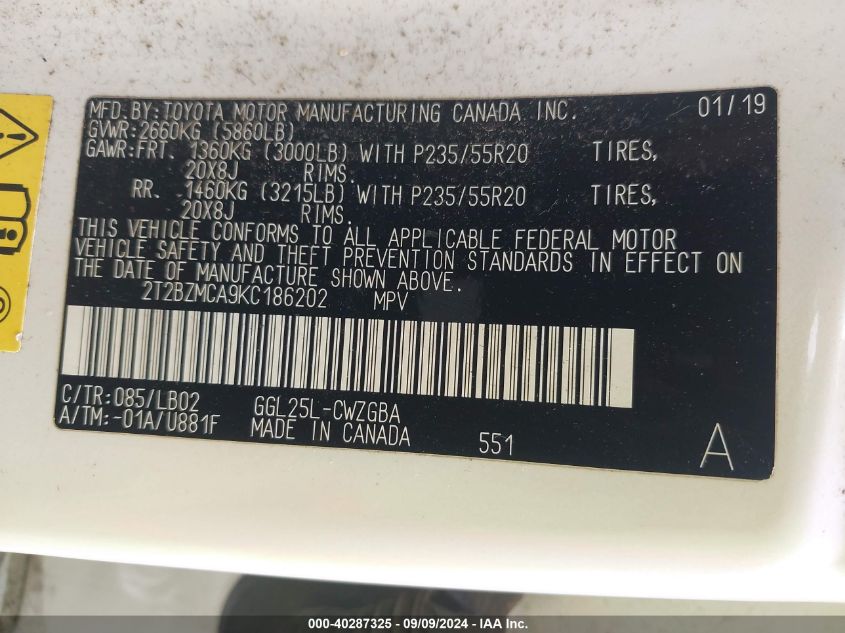 MFD.BY:TOYOTA MOTOR MANUFACTURING CANADA INC. 01/19
GVWR:2660KG (5860LB)
GAWR:FRT. 1360KG (3000LB) WITH P235/55R20 TIRES,
20X8J RIMS.
RR. 1460KG (3215LB) WITH P235/55R20 TIRES,
20X8J RIMS.
THIS VEHICLE CONFORMS TO ALL APPLICABLE FEDERAL MOTOR
VEHICLE SAFETY AND THEFT PREVENTION STANDARDS IN EFFECT ON
THE DATE OF MANUFACTURE SHOWN ABOVE.
2T2BZMCA9KC186202 MPV
C/TR:085/LB02 GGL25L-CWZGBA
A/TM:-01A/U881F MADE IN CANADA 551 A
000-40287325 - 09/09/2024 - IAA Inc.